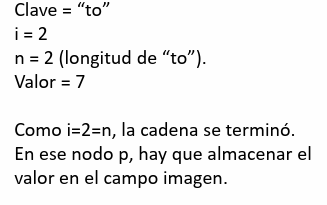 Clave = “to”
i = 2
n = 2 (longitud de “to”).
Valor = 7
Como i=2=n, la cadena se terminó.
En ese nodo p, hay que almacenar el
valor en el campo imagen.